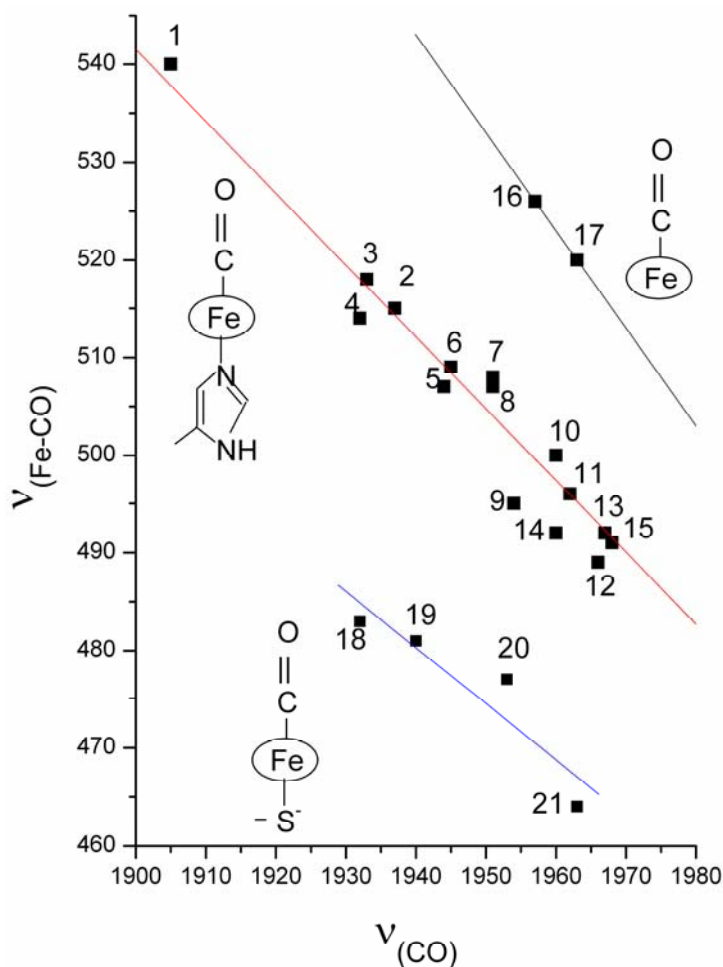 1
540
O
16
17
C
O
Fe
520
3
2
4
C
6
7
Fe
5
8
N
500
10
NH
11
9
13
15
14
12
ν(Fe-CO)
480
18
19
20
O
C
Fe
21
– S-
460
470
490
510
530
1900 1910 1920 1930 1940 1950 1960 1970 1980
ν(CO)